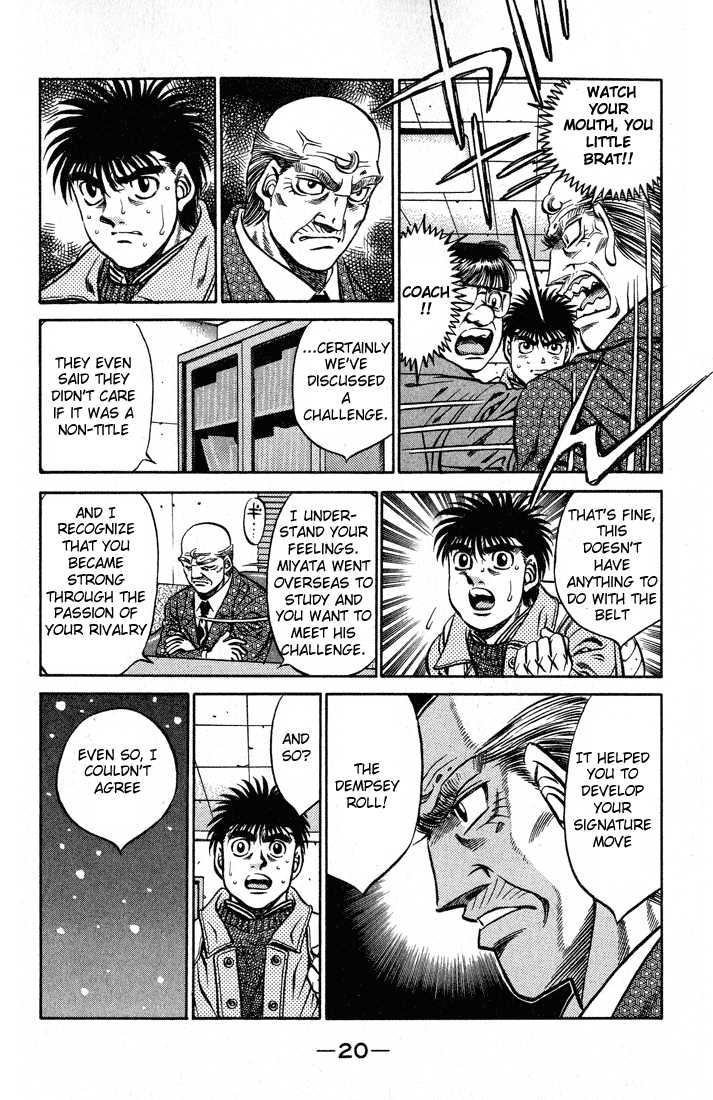 WATCH
YOUR
MOUTH, YOU
LITTLE
BRAT!!
COACH
!!
...CERTAINLY
WE'VE
DISCUSSED
A
CHALLENGE.
THEY EVEN
SAID THEY
DIDN'T CARE
IF IT WAS A
NON-TITLE
THAT'S FINE,
THIS
DOESN'T
HAVE
ANYTHING TO
DO WITH THE
BELT
I UNDER-
STAND YOUR
FEELINGS.
MIYATA WENT
OVERSEAS TO
STUDY AND
YOU WANT TO
MEET HIS
CHALLENGE.
AND I
RECOGNIZE
THAT YOU
BECAME
STRONG
THROUGH THE
PASSION OF
YOUR RIVALRY
IT HELPED
YOU TO
DEVELOP
YOUR
SIGNATURE
MOVE
THE
DEMPSEY
ROLL!
AND
SO?
EVEN SO, I
COULDN'T
AGREE
—20—